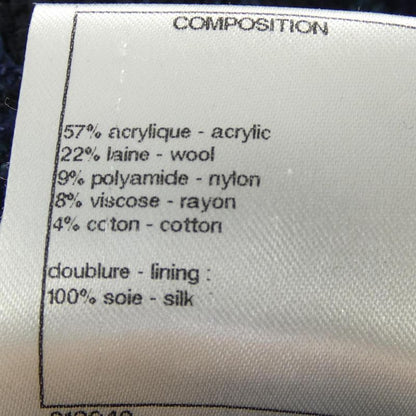 COMPOSITION
57% acrylique - acrylic
22% laine - wool
9% polyamide - nylon
8% viscose - rayon
4% coton - cotton
doublure - lining :
100% soie - silk